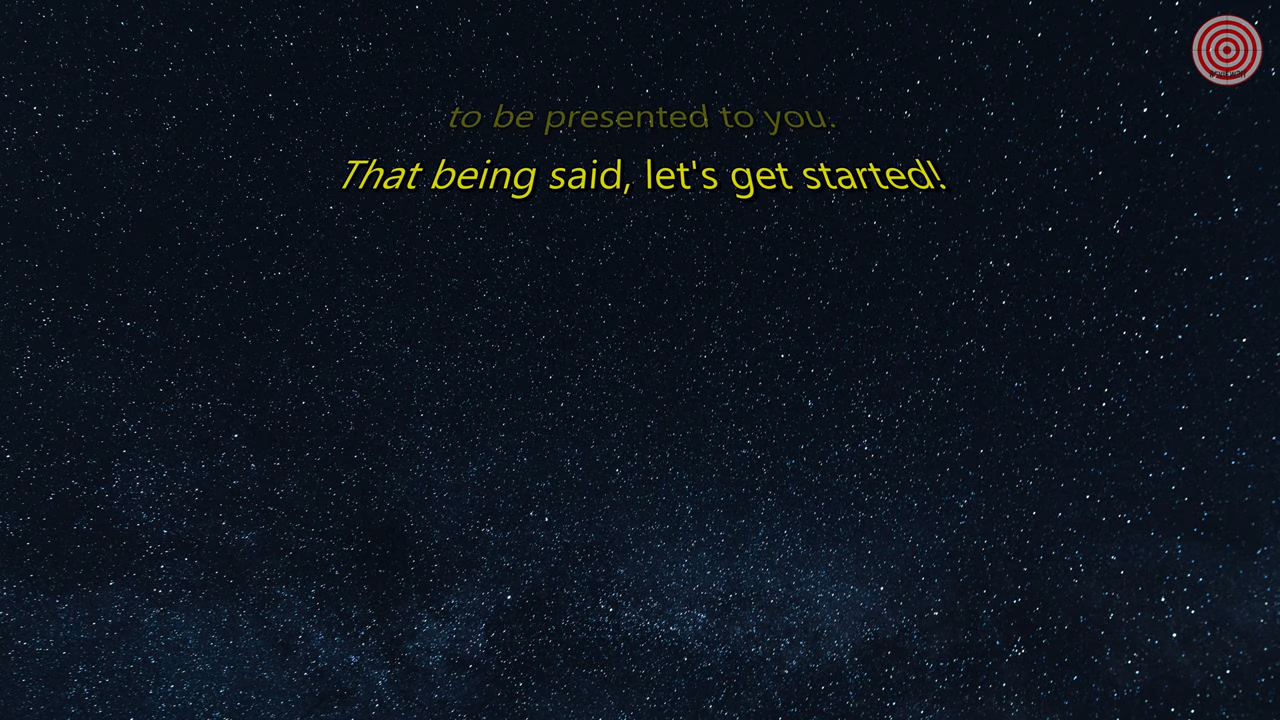 to be presented to you.
That being said, let's get started!